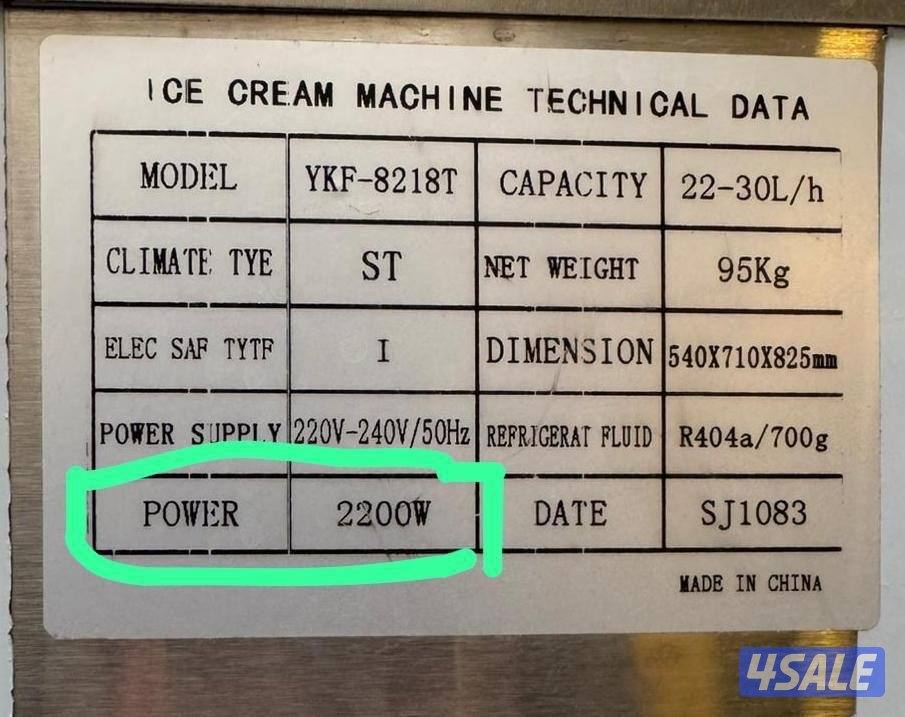 ICE CREAM MACHINE TECHNICAL DATA
MODEL YKF-8218T CAPACITY 22-30L/h
CLIMATE TYE ST NET WEIGHT 95Kg
ELEC SAF TYTF I DIMENSION 540X710X825mm
POWER SUPPLY 220V-240V/50Hz REFRIGERAT FLUID R404a/700g
POWER 2200W DATE SJ1083
MADE IN CHINA
4SALE